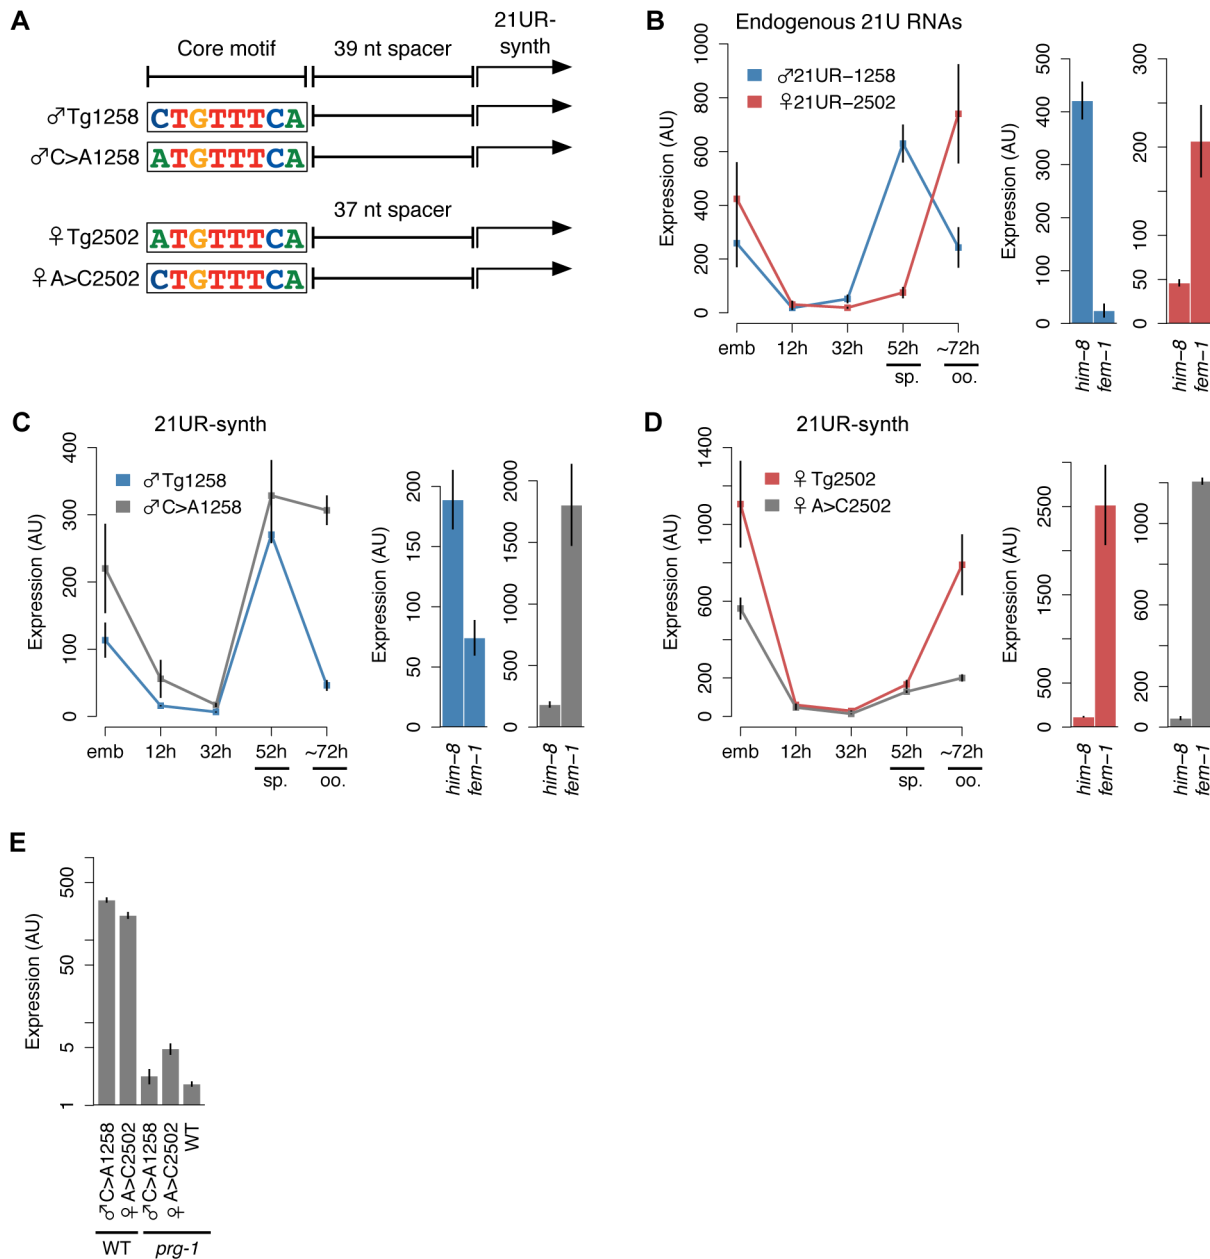 A
Core motif
39 nt spacer
21UR-
synth
♂Tg1258
CTGTTTCA
♂C>A1258
ATGTTTCA
37 nt spacer
♀Tg2502
ATGTTTCA
♀A>C2502
CTGTTTCA
B
Endogenous 21U RNAs
♂21UR−1258
♀21UR−2502
Expression (AU)
0 200 400 600 800 1000
emb 12h 32h 52h ~72h
sp. oo.
Expression (AU)
0 100 200 300 400 500
him-8 fem-1
0 50 100 200 300
him-8 fem-1
C
21UR-synth
♂Tg1258
♂C>A1258
Expression (AU)
0 100 200 300 400
emb 12h 32h 52h ~72h
sp. oo.
Expression (AU)
0 50 100 150 200
him-8 fem-1
0 500 1000 1500 2000
him-8 fem-1
D
21UR-synth
♀Tg2502
♀A>C2502
Expression (AU)
0 200 600 1000 1400
emb 12h 32h 52h ~72h
sp. oo.
Expression (AU)
0 500 1500 2500
him-8 fem-1
0 200 600 1000
him-8 fem-1
E
Expression (AU)
1 5 50 500
♂C>A1258
♀A>C2502
♂C>A1258
♀A>C2502
WT
WT prg-1